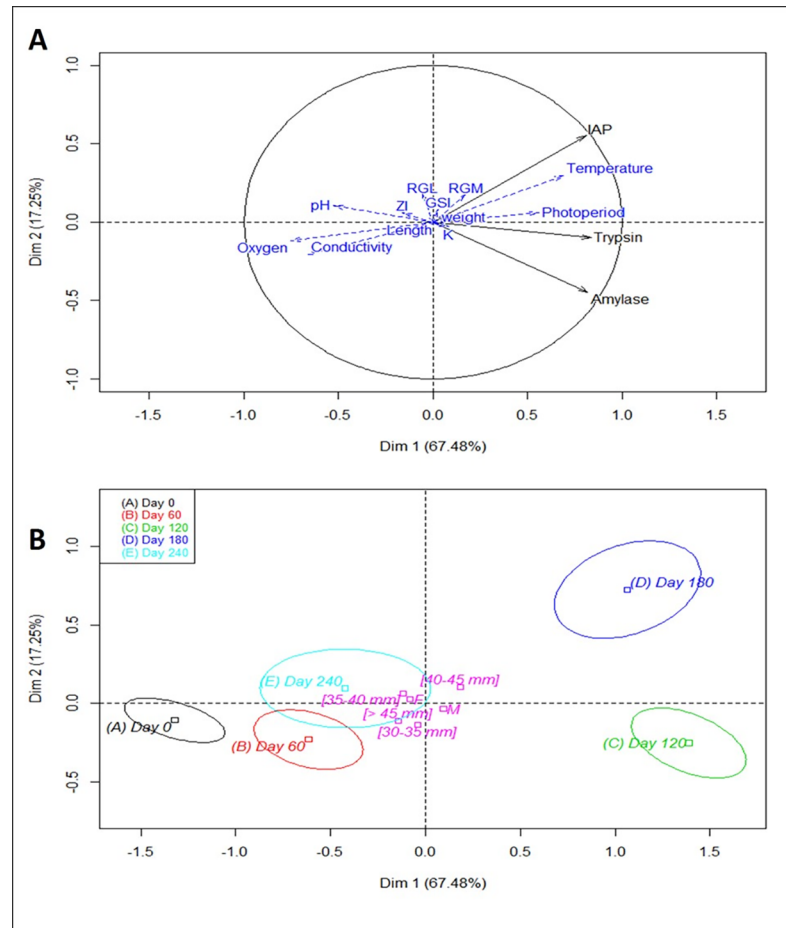 A
1.0
IAP
0.5
Temperature
RGL RGM
pH ZI GSI
weight Photoperiod
0.0
Length K Trypsin
Oxygen Conductivity
-0.5
Amylase
-1.0
Dim 2 (17.25%)
-1.5 -1.0 -0.5 0.0 0.5 1.0 1.5
Dim 1 (67.48%)
B
(A) Day 0
(B) Day 60
(C) Day 120
(D) Day 180
(E) Day 240
1.0
(D) Day 180
0.5
[40-45 mm]
(E) Day 240
[35-40 mm] F
0.0
[> 45 mm] M
(A) Day 0
[30-35 mm]
(B) Day 60
(C) Day 120
-0.5
Dim 2 (17.25%)
-1.5 -1.0 -0.5 0.0 0.5 1.0 1.5
Dim 1 (67.48%)